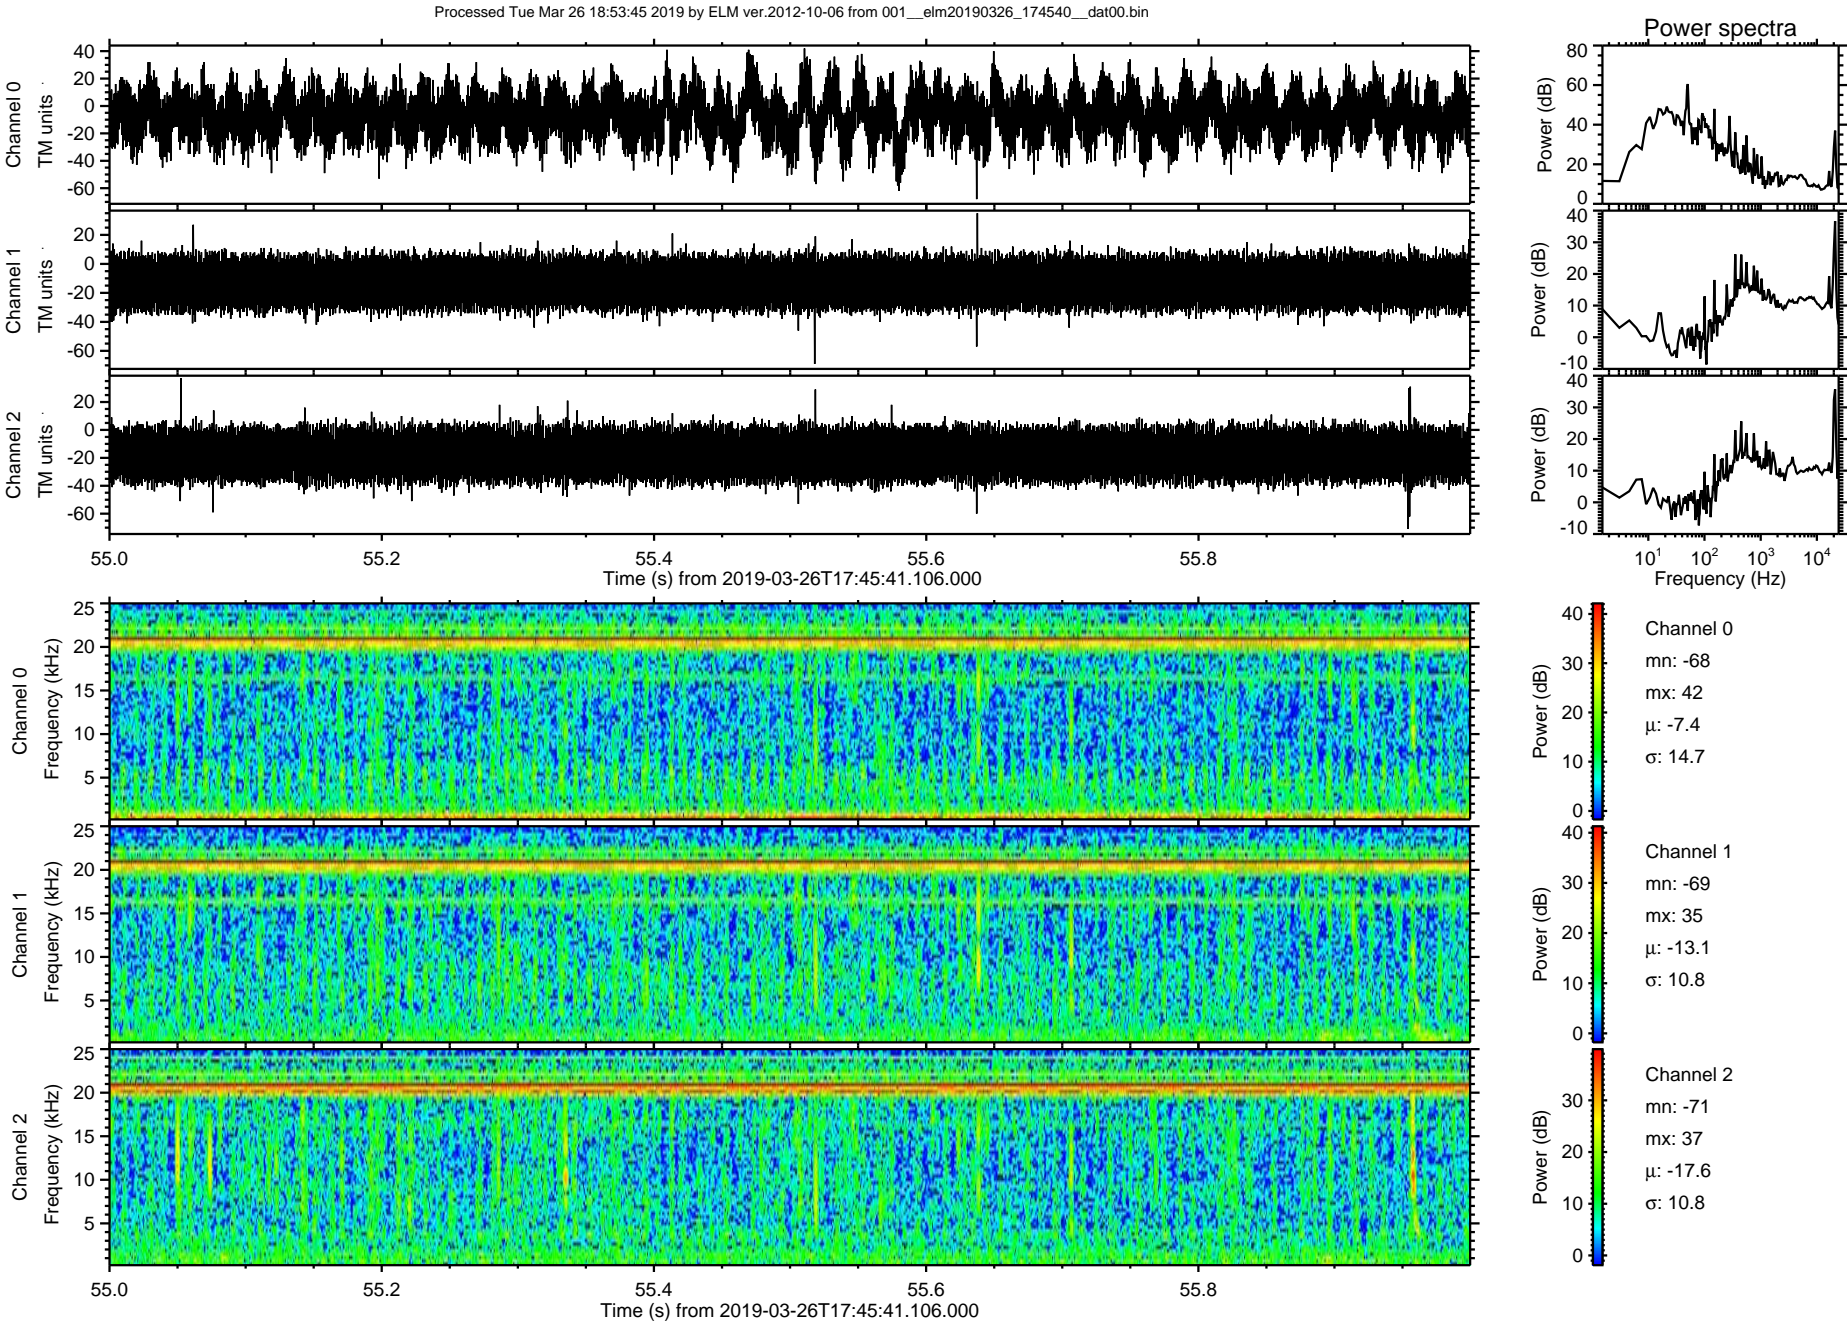 Processed Tue Mar 26 18:53:45 2019 by ELM ver.2012-10-06 from 001__elm20190326_174540__dat00.bin
Power spectra
Channel 0
TM units
40
20
0
-20
-40
-60
Power (dB)
80
60
40
20
0
Channel 1
TM units
20
0
-20
-40
-60
Power (dB)
40
30
20
10
0
-10
Channel 2
TM units
20
0
-20
-40
-60
Power (dB)
40
30
20
10
0
-10
55.0 55.2 55.4 55.6 55.8
Time (s) from 2019-03-26T17:45:41.106.000
10¹ 10² 10³ 10⁴
Frequency (Hz)
Channel 0
Frequency (kHz)
25
20
15
10
5
Power (dB)
40
30
20
10
0
Channel 0
mn: -68
mx: 42
μ: -7.4
σ: 14.7
Channel 1
Frequency (kHz)
25
20
15
10
5
Power (dB)
40
30
20
10
0
Channel 1
mn: -69
mx: 35
μ: -13.1
σ: 10.8
Channel 2
Frequency (kHz)
25
20
15
10
5
Power (dB)
30
20
10
0
Channel 2
mn: -71
mx: 37
μ: -17.6
σ: 10.8
55.0 55.2 55.4 55.6 55.8
Time (s) from 2019-03-26T17:45:41.106.000